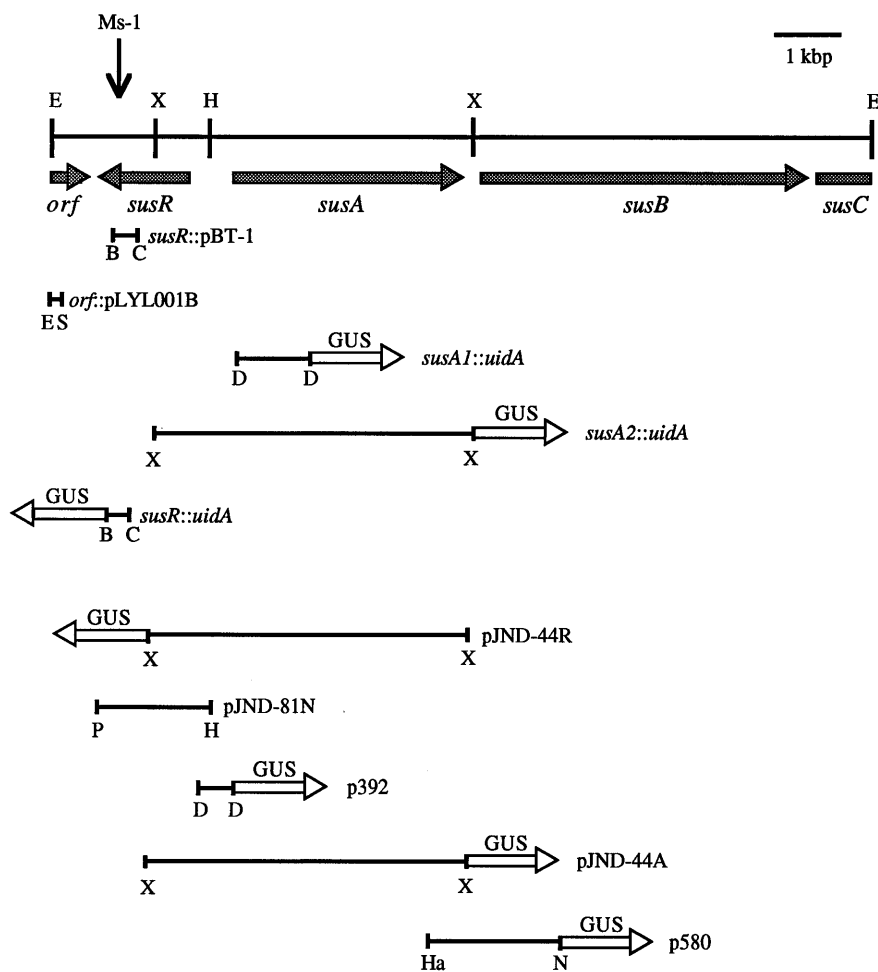 Ms-1
1 kbp
E X H X E
orf susR susA susB susC
susR::pBT-1
B C
orf::pLYL001B
E S
GUS
susA1::uidA
D D
GUS
susA2::uidA
X X
GUS
susR::uidA
B C
GUS
pJND-44R
X X
pJND-81N
P H
GUS
p392
D D
GUS
pJND-44A
X X
GUS
p580
Ha N